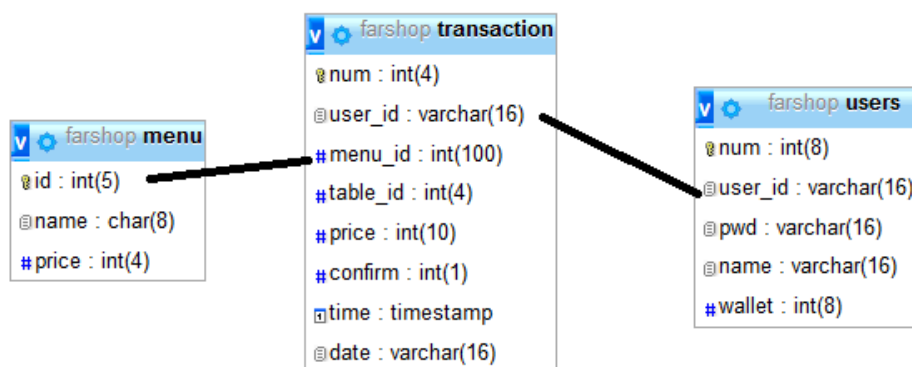 farshop menu
id : int(5)
name : char(8)
price : int(4)
farshop transaction
num : int(4)
user_id : varchar(16)
menu_id : int(100)
table_id : int(4)
price : int(10)
confirm : int(1)
time : timestamp
date : varchar(16)
farshop users
num : int(8)
user_id : varchar(16)
pwd : varchar(16)
name : varchar(16)
wallet : int(8)